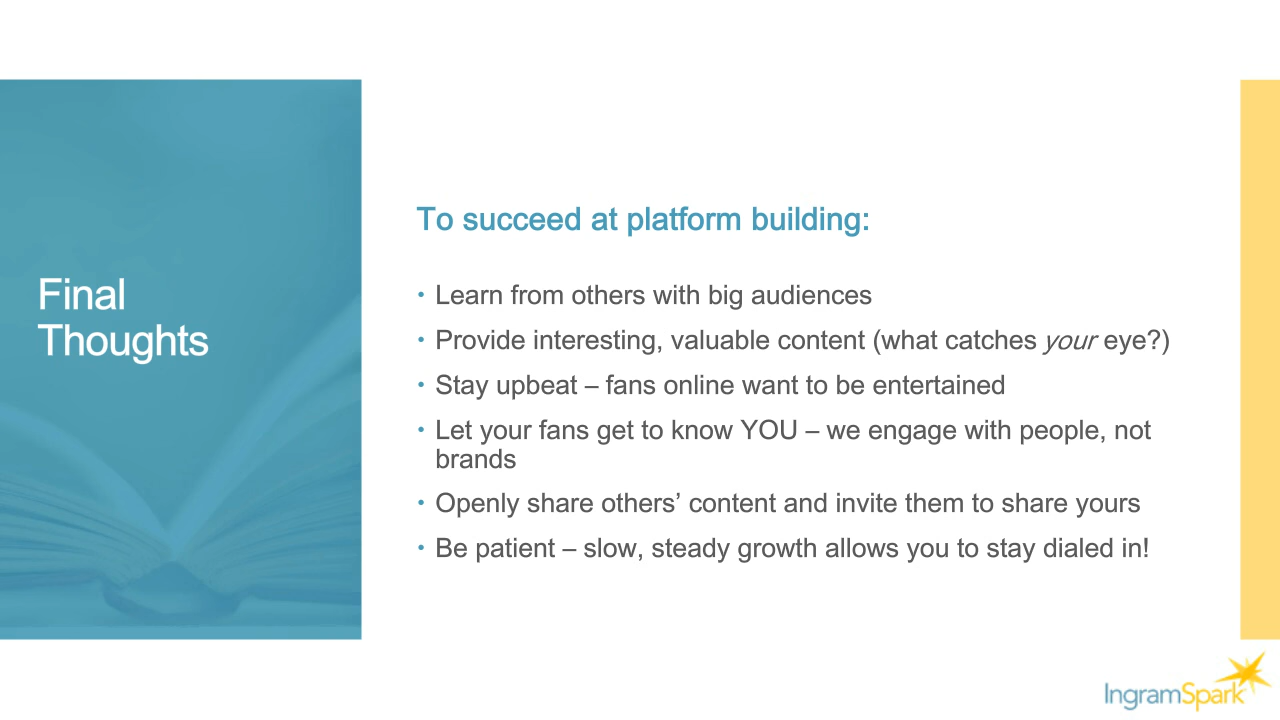 Final
Thoughts
To succeed at platform building:
• Learn from others with big audiences
• Provide interesting, valuable content (what catches your eye?)
• Stay upbeat – fans online want to be entertained
• Let your fans get to know YOU – we engage with people, not
brands
• Openly share others’ content and invite them to share yours
• Be patient – slow, steady growth allows you to stay dialed in!
IngramSpark